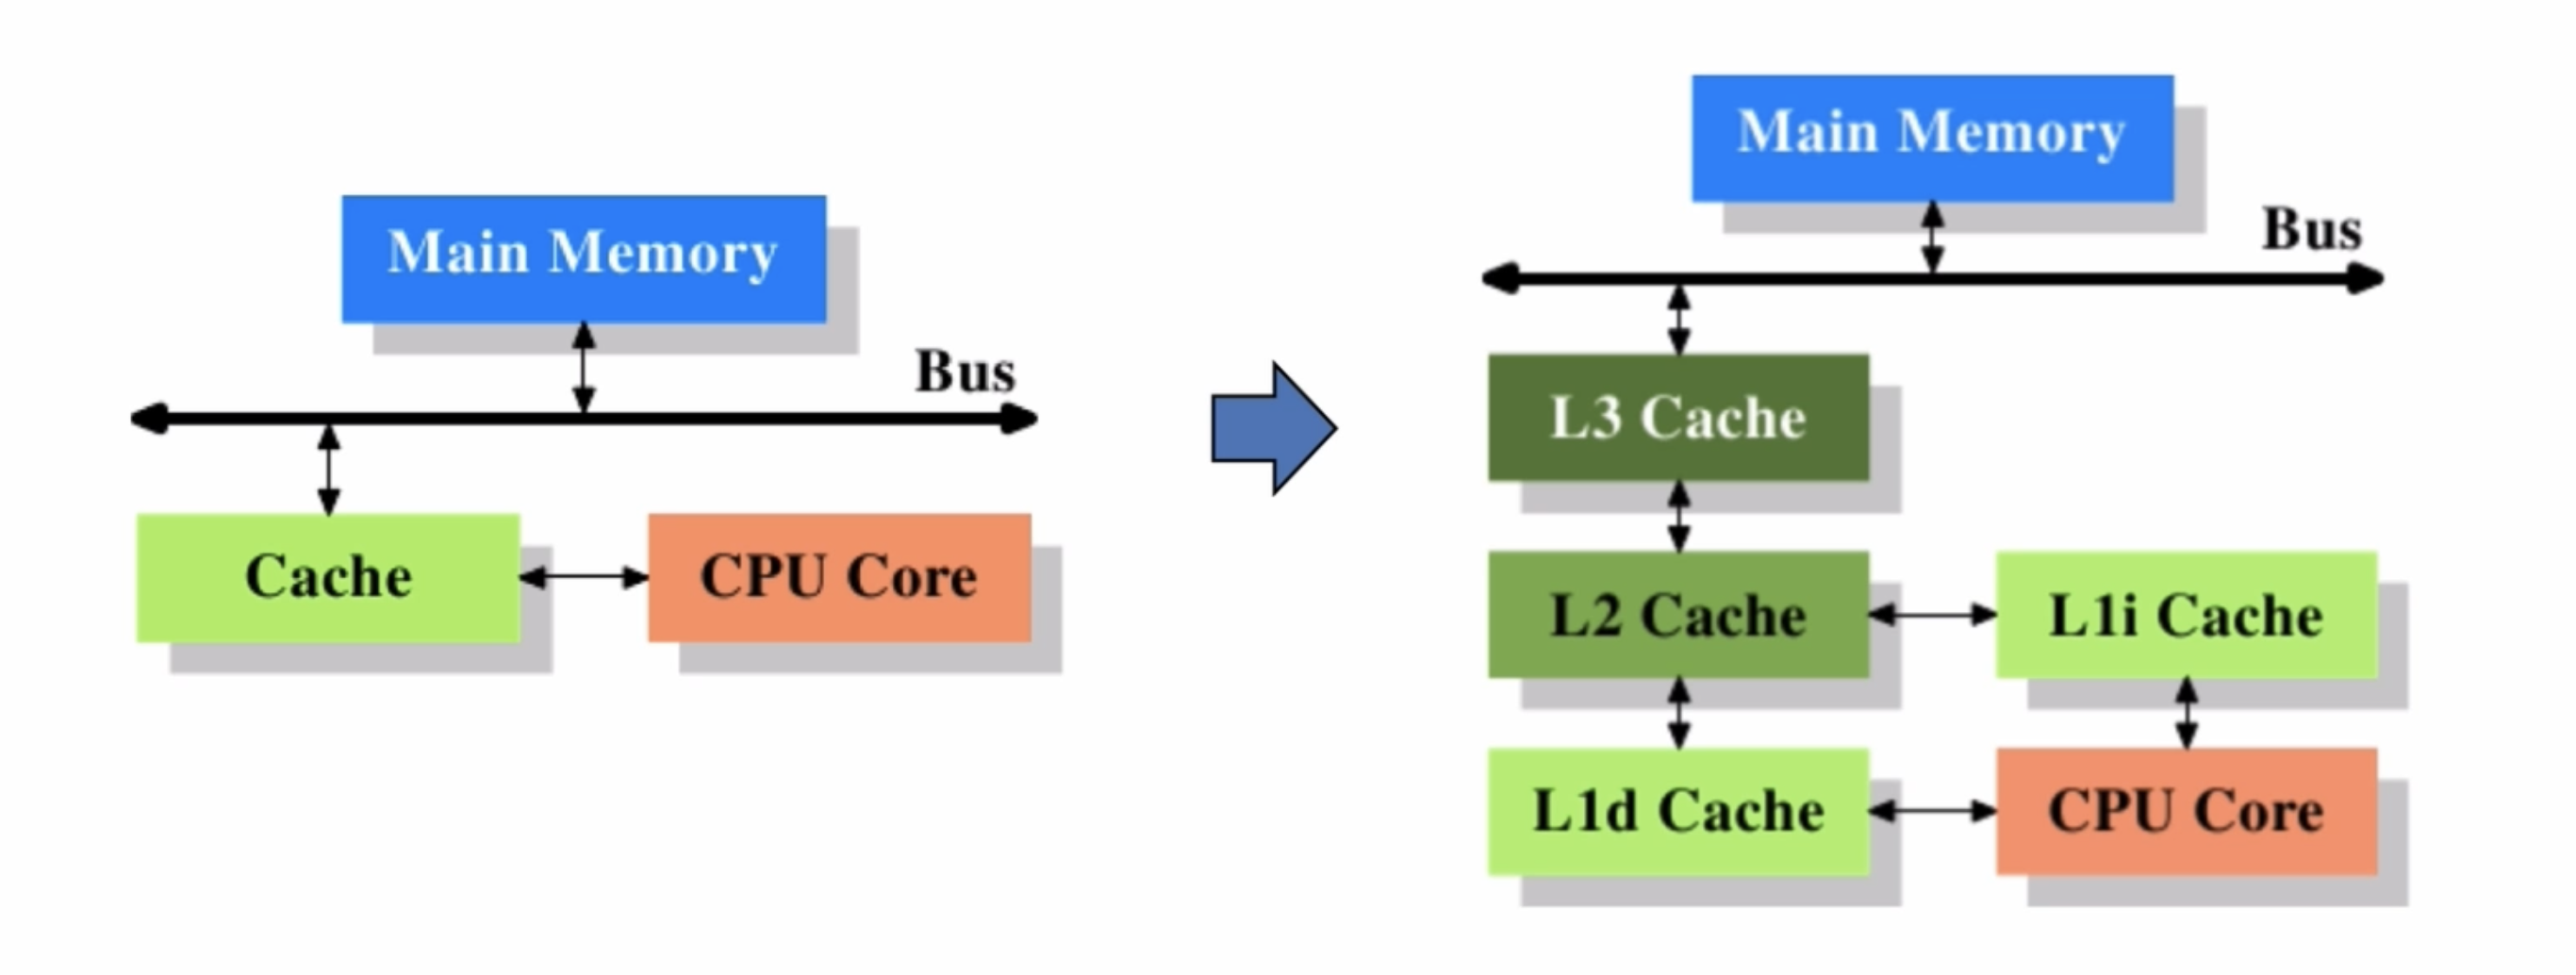 Main Memory
Bus
Cache
CPU Core
Main Memory
Bus
L3 Cache
L2 Cache
L1i Cache
L1d Cache
CPU Core